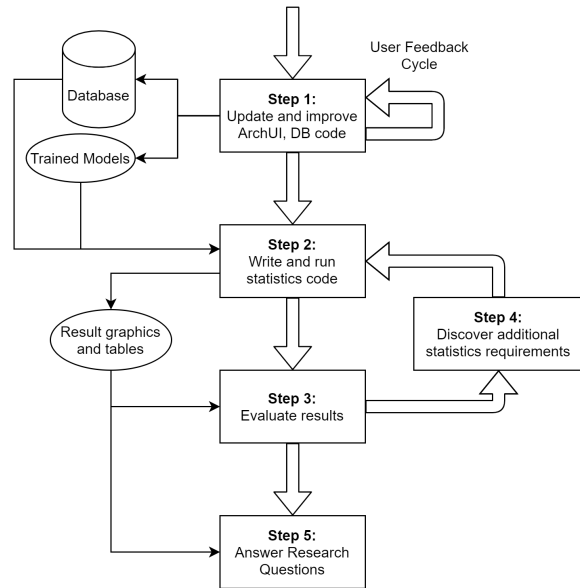 User Feedback
Cycle
Database
Step 1:
Update and improve
ArchUI, DB code
Trained Models
Step 2:
Write and run
statistics code
Result graphics
and tables
Step 4:
Discover additional
statistics requirements
Step 3:
Evaluate results
Step 5:
Answer Research
Questions